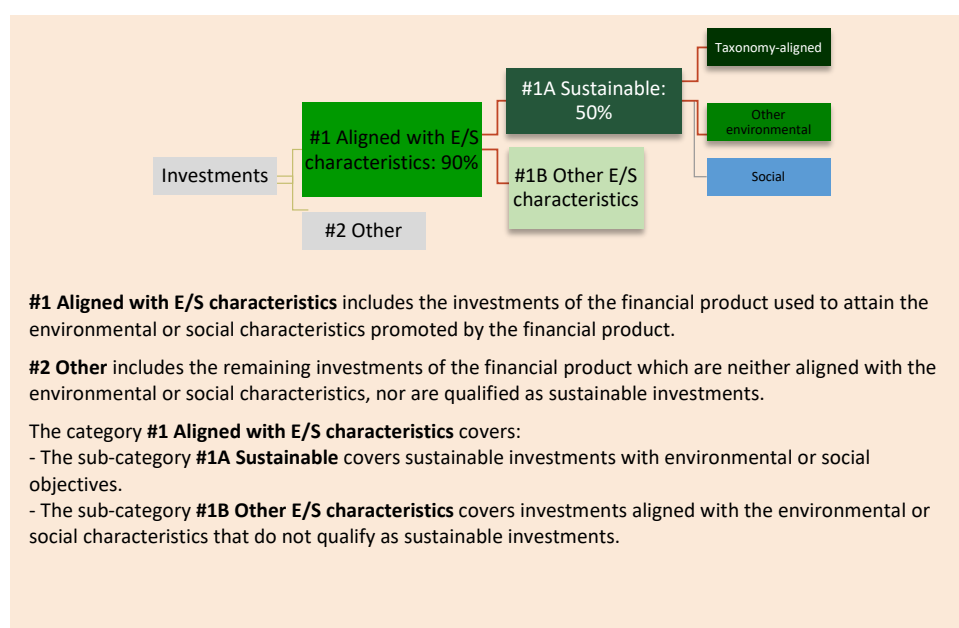 Taxonomy-aligned
#1A Sustainable:
50%
Other
environmental
#1 Aligned with E/S
characteristics: 90%
Investments
#1B Other E/S
characteristics
Social
#2 Other
#1 Aligned with E/S characteristics includes the investments of the financial product used to attain the
environmental or social characteristics promoted by the financial product.
#2 Other includes the remaining investments of the financial product which are neither aligned with the
environmental or social characteristics, nor are qualified as sustainable investments.
The category #1 Aligned with E/S characteristics covers:
- The sub-category #1A Sustainable covers sustainable investments with environmental or social
objectives.
- The sub-category #1B Other E/S characteristics covers investments aligned with the environmental or
social characteristics that do not qualify as sustainable investments.